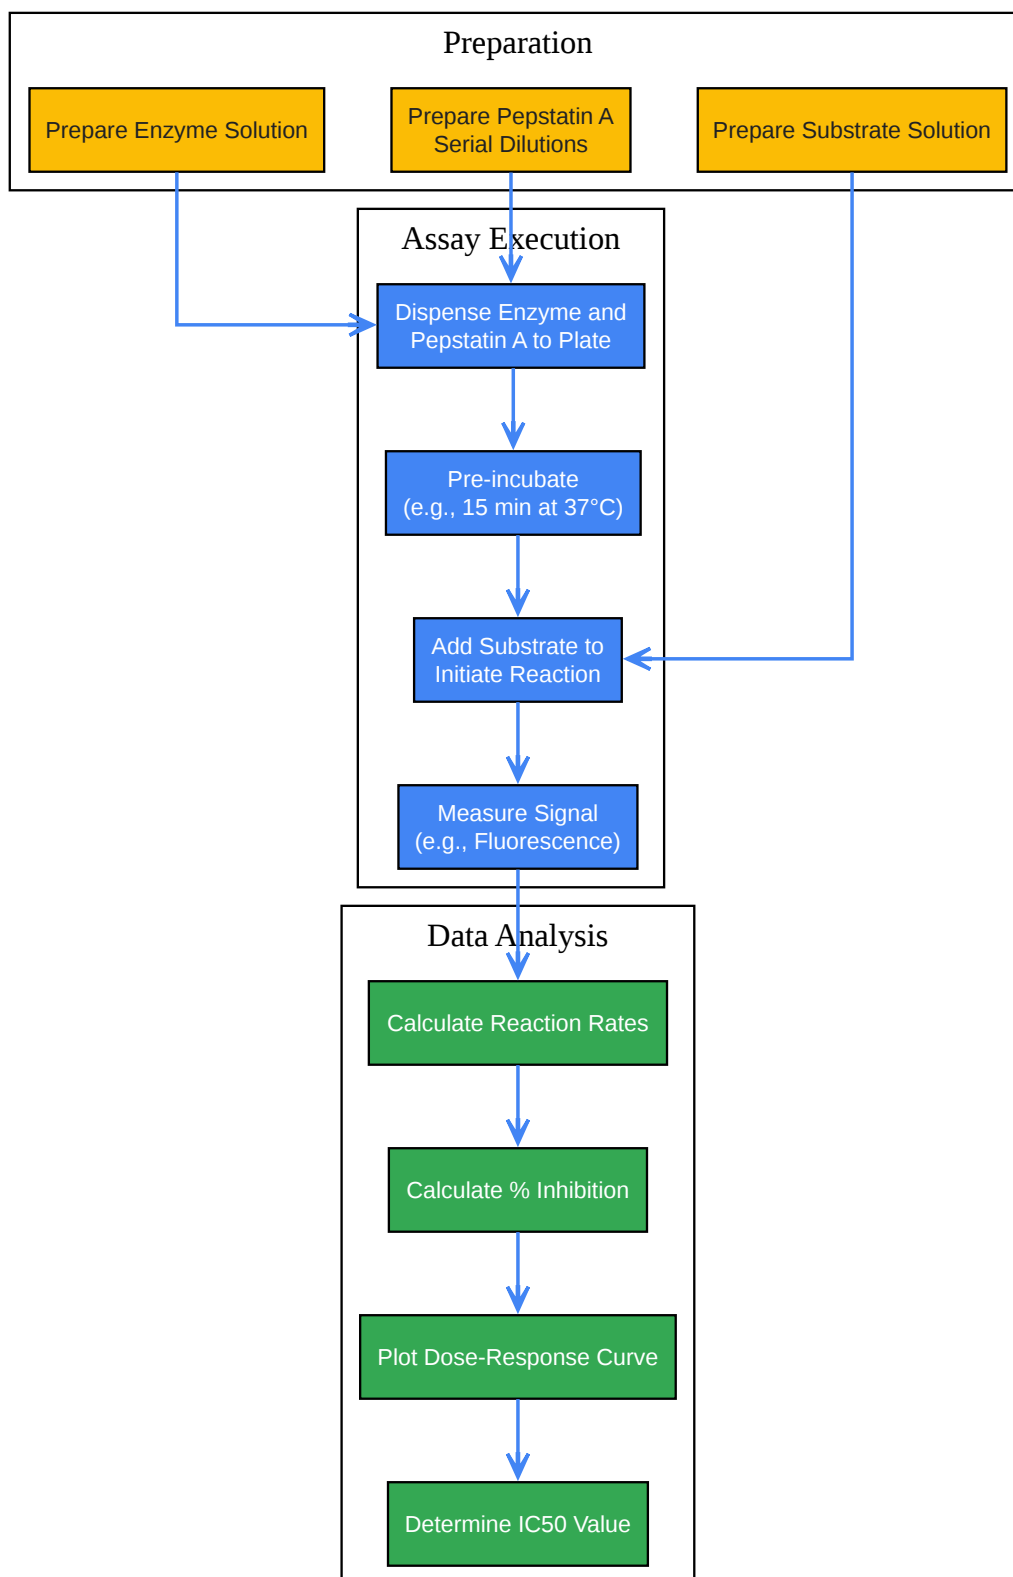 Preparation
Prepare Enzyme Solution
Prepare Pepstatin A
Serial Dilutions
Prepare Substrate Solution
Assay Execution
Dispense Enzyme and
Pepstatin A to Plate
Pre-incubate
(e.g., 15 min at 37°C)
Add Substrate to
Initiate Reaction
Measure Signal
(e.g., Fluorescence)
Data Analysis
Calculate Reaction Rates
Calculate % Inhibition
Plot Dose-Response Curve
Determine IC50 Value